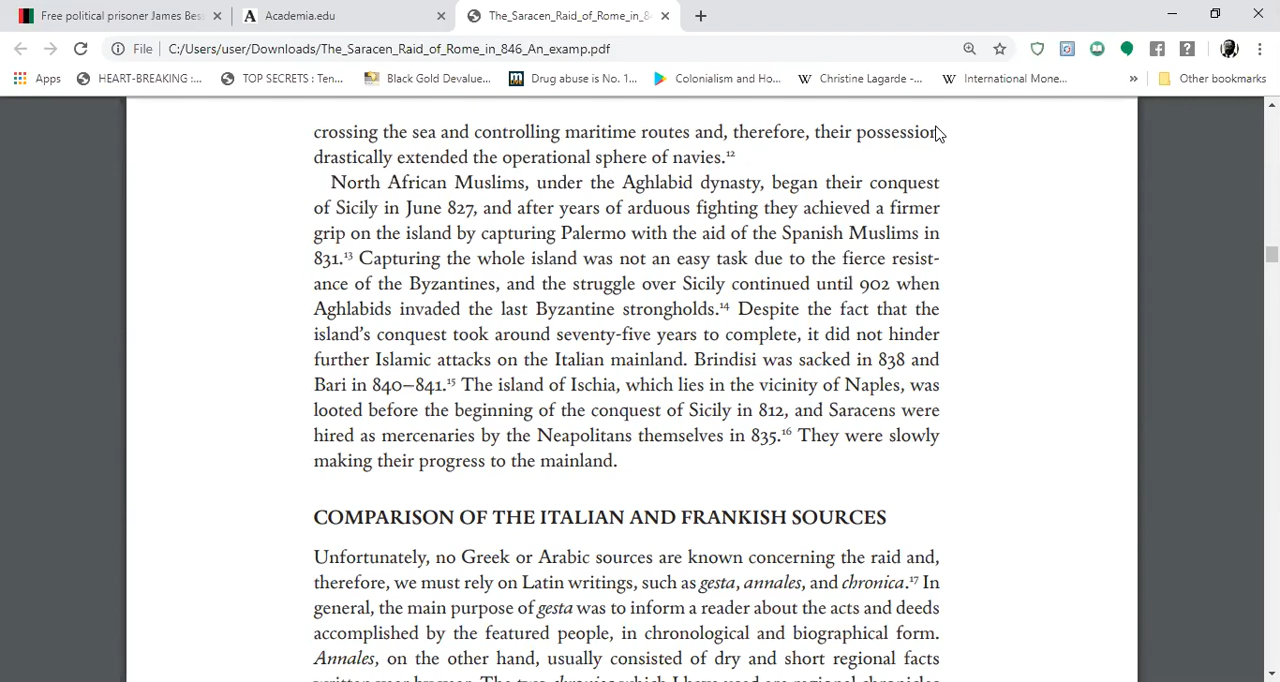 Free political prisoner James Bes
Academia.edu
The_Saracen_Raid_of_Rome_in_8
File
C:/Users/user/Downloads/The_Saracen_Raid_of_Rome_in_846_An_examp.pdf
Apps
HEART-BREAKING :...
TOP SECRETS : Ten...
Black Gold Devalue...
Drug abuse is No. 1...
Colonialism and Ho...
Christine Lagarde -...
International Mone...
Other bookmarks
crossing the sea and controlling maritime routes and, therefore, their possession
drastically extended the operational sphere of navies.¹²
North African Muslims, under the Aghlabid dynasty, began their conquest
of Sicily in June 827, and after years of arduous fighting they achieved a firmer
grip on the island by capturing Palermo with the aid of the Spanish Muslims in
831.¹³ Capturing the whole island was not an easy task due to the fierce resist-
ance of the Byzantines, and the struggle over Sicily continued until 902 when
Aghlabids invaded the last Byzantine strongholds.¹⁴ Despite the fact that the
island's conquest took around seventy-five years to complete, it did not hinder
further Islamic attacks on the Italian mainland. Brindisi was sacked in 838 and
Bari in 840–841.¹⁵ The island of Ischia, which lies in the vicinity of Naples, was
looted before the beginning of the conquest of Sicily in 812, and Saracens were
hired as mercenaries by the Neapolitans themselves in 835.¹⁶ They were slowly
making their progress to the mainland.
COMPARISON OF THE ITALIAN AND FRANKISH SOURCES
Unfortunately, no Greek or Arabic sources are known concerning the raid and,
therefore, we must rely on Latin writings, such as gesta, annales, and chronica.¹⁷ In
general, the main purpose of gesta was to inform a reader about the acts and deeds
accomplished by the featured people, in chronological and biographical form.
Annales, on the other hand, usually consisted of dry and short regional facts